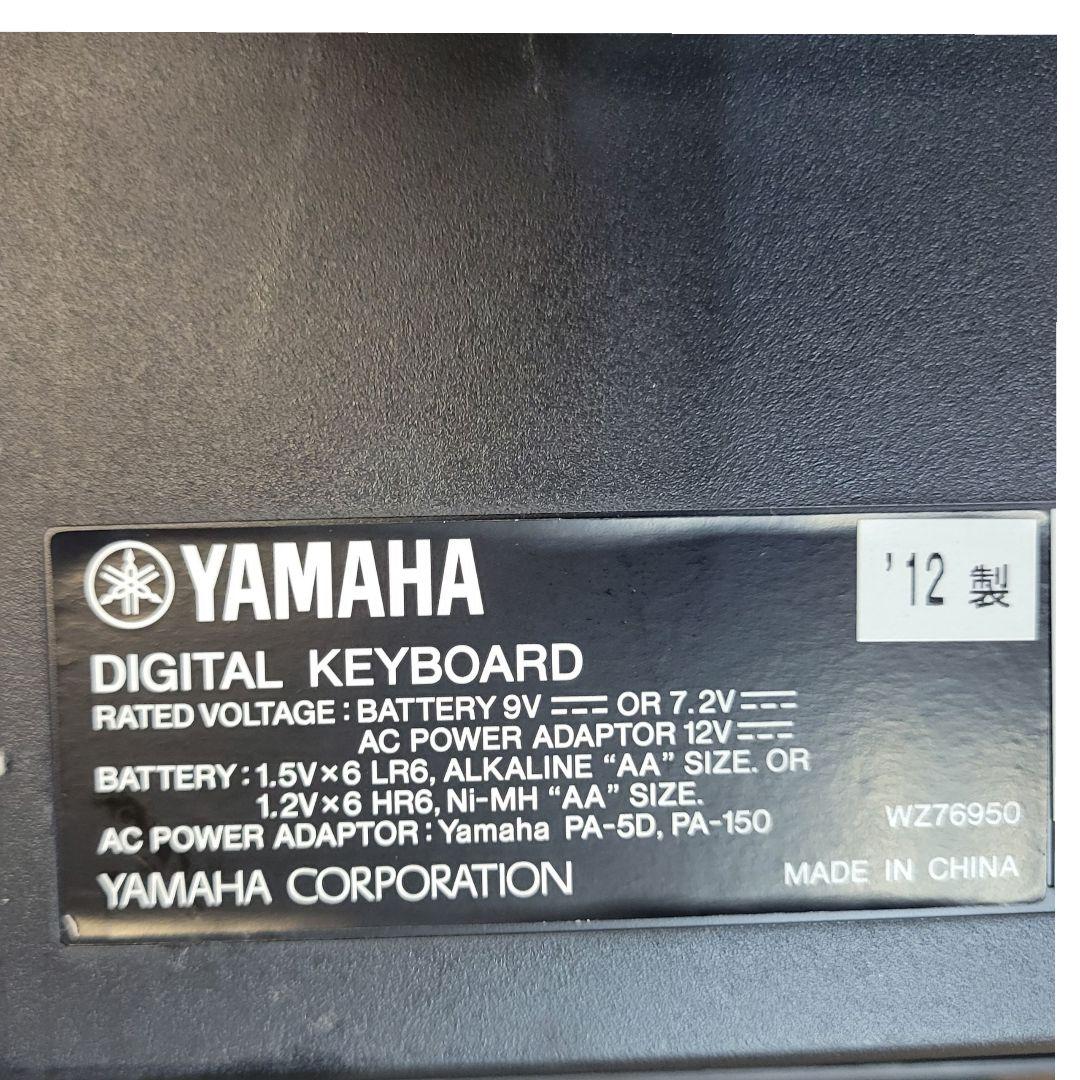 YAMAHA
'12 製
DIGITAL KEYBOARD
RATED VOLTAGE : BATTERY 9V ⎓ OR 7.2V ⎓
AC POWER ADAPTOR 12V ⎓
BATTERY : 1.5V×6 LR6, ALKALINE “AA” SIZE. OR
1.2V×6 HR6, Ni-MH “AA” SIZE.
AC POWER ADAPTOR : Yamaha PA-5D, PA-150
WZ76950
YAMAHA CORPORATION
MADE IN CHINA